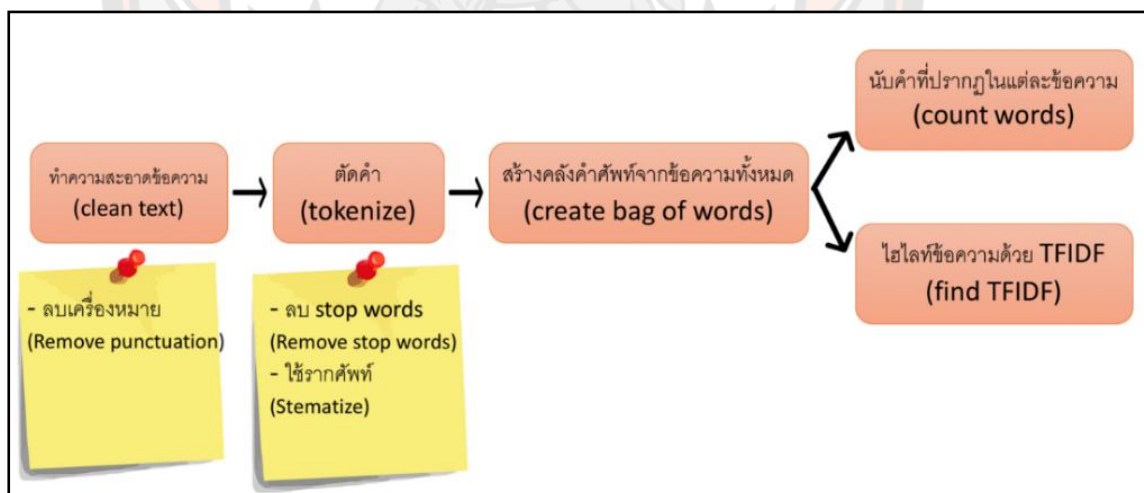 ทำความสะอาดข้อความ
(clean text)
- ลบเครื่องหมาย
(Remove punctuation)
ตัดคำ
(tokenize)
- ลบ stop words
(Remove stop words)
- ใช้รากศัพท์
(Stematize)
สร้างคลังคำศัพท์จากข้อความทั้งหมด
(create bag of words)
นับคำที่ปรากฏในแต่ละข้อความ
(count words)
ไฮไลท์ข้อความด้วย TFIDF
(find TFIDF)